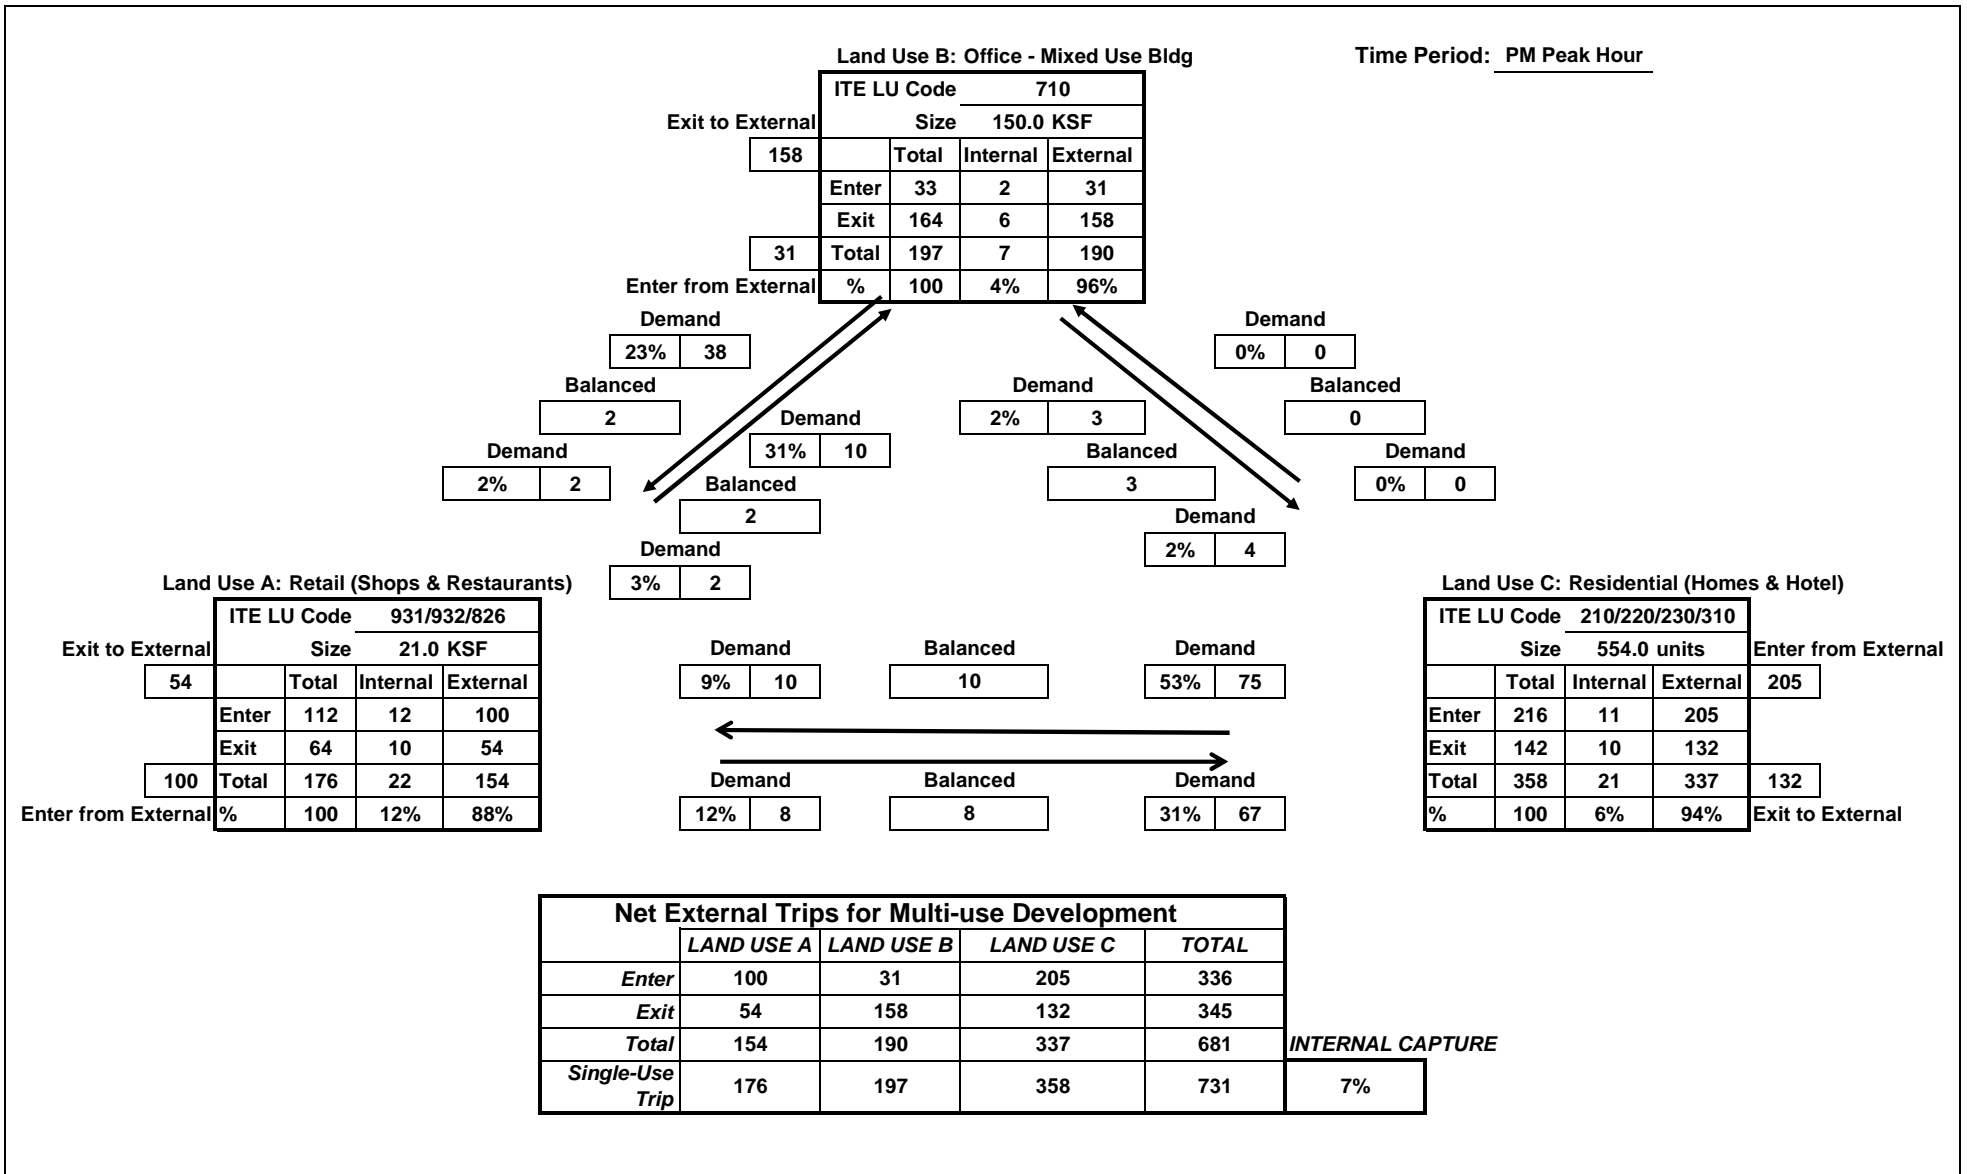 Land Use B: Office - Mixed Use Bldg
Time Period: PM Peak Hour
ITE LU Code 710
Exit to External Size 150.0 KSF
158 Total Internal External
Enter 33 2 31
Exit 164 6 158
31 Total 197 7 190
Enter from External % 100 4% 96%
Demand Demand
23% 38 0% 0
Balanced Demand Balanced
2 Demand 2% 3 0
Demand 31% 10 Balanced Demand
2% 2 Balanced 3 0% 0
2 Demand
Demand 2% 4
Land Use A: Retail (Shops & Restaurants) 3% 2 Land Use C: Residential (Homes & Hotel)
ITE LU Code 931/932/826 ITE LU Code 210/220/230/310
Exit to External Size 21.0 KSF Demand Balanced Demand Size 554.0 units Enter from External
54 Total Internal External 9% 10 10 53% 75 Total Internal External 205
Enter 112 12 100 Enter 216 11 205
Exit 64 10 54 Exit 142 10 132
100 Total 176 22 154 Demand Balanced Demand Total 358 21 337 132
Enter from External % 100 12% 88% 12% 8 8 31% 67 % 100 6% 94% Exit to External
Net External Trips for Multi-use Development
LAND USE A LAND USE B LAND USE C TOTAL
Enter 100 31 205 336
Exit 54 158 132 345
Total 154 190 337 681 INTERNAL CAPTURE
Single-Use
Trip 176 197 358 731 7%